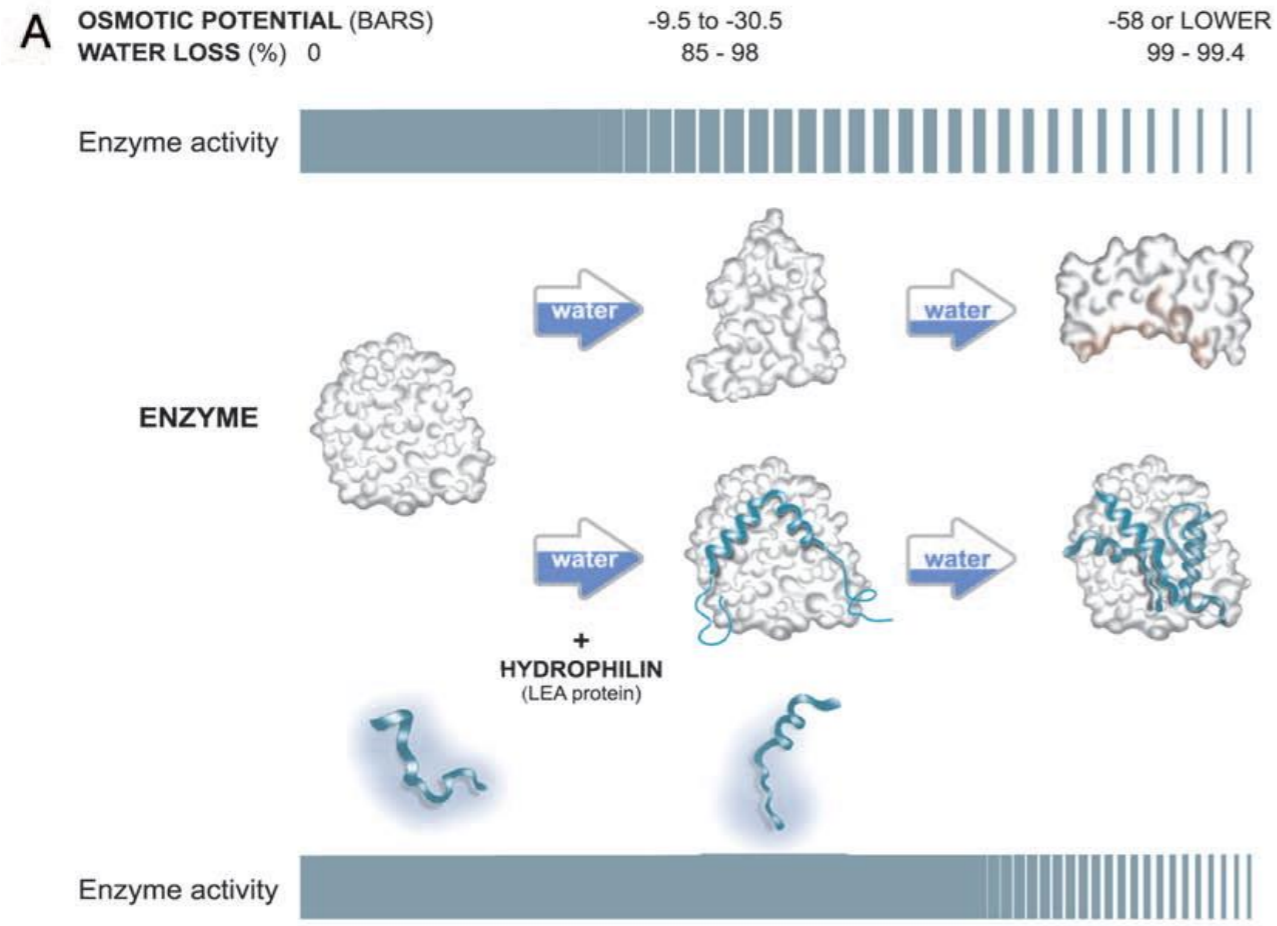 A
OSMOTIC POTENTIAL (BARS) -9.5 to -30.5 -58 or LOWER
WATER LOSS (%) 0 85 - 98 99 - 99.4
Enzyme activity
water water
ENZYME
water water
+
HYDROPHILIN
(LEA protein)
Enzyme activity